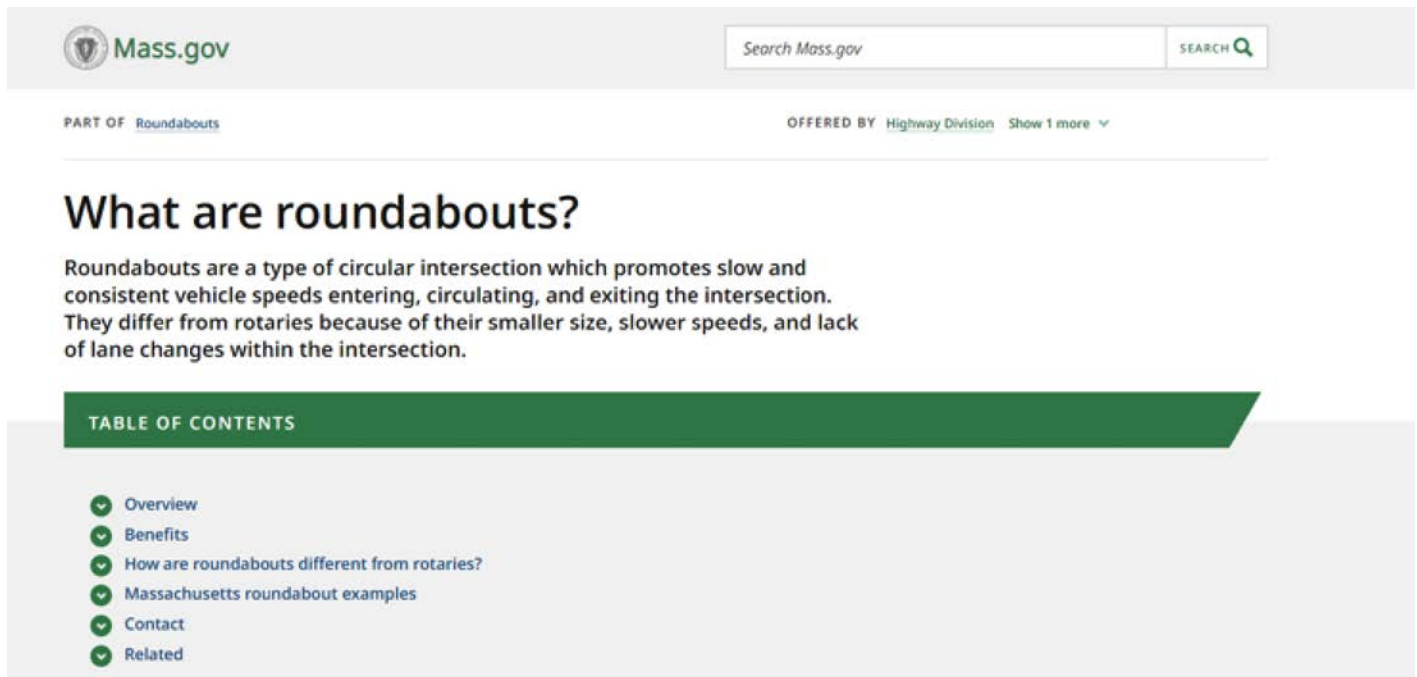 Mass.gov
Search Mass.gov
SEARCH
PART OF Roundabouts
OFFERED BY Highway Division Show 1 more
What are roundabouts?
Roundabouts are a type of circular intersection which promotes slow and
consistent vehicle speeds entering, circulating, and exiting the intersection.
They differ from rotaries because of their smaller size, slower speeds, and lack
of lane changes within the intersection.
TABLE OF CONTENTS
Overview
Benefits
How are roundabouts different from rotaries?
Massachusetts roundabout examples
Contact
Related